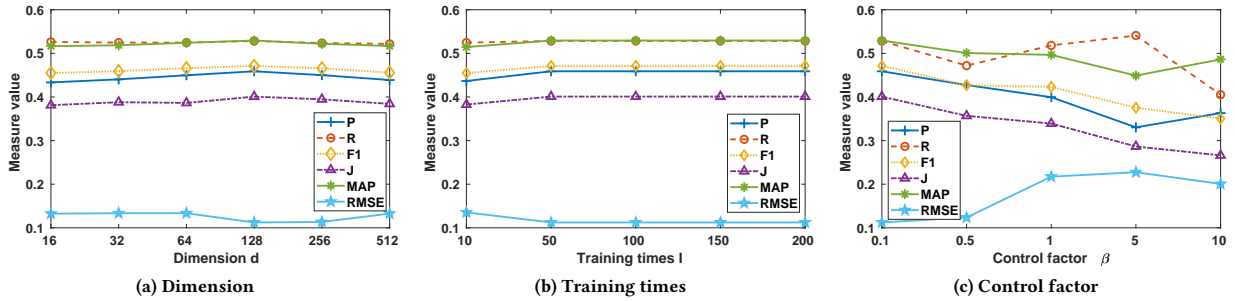 0.6
0.5
0.4
0.3
0.2
0.1
Measure value
P
R
F1
J
MAP
RMSE
16 32 64 128 256 512
Dimension d
(a) Dimension
0.6
0.5
0.4
0.3
0.2
0.1
Measure value
P
R
F1
J
MAP
RMSE
10 50 100 150 200
Training times I
(b) Training times
0.6
0.5
0.4
0.3
0.2
0.1
Measure value
P
R
F1
J
MAP
RMSE
0.1 0.5 1 5 10
Control factor β
(c) Control factor